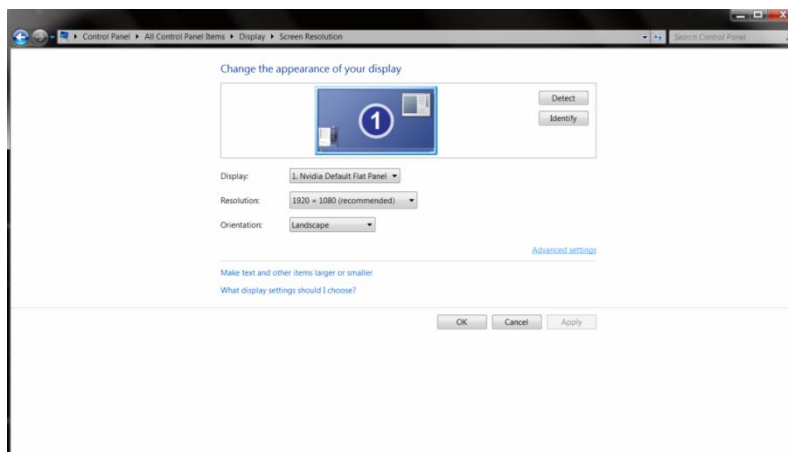 Control Panel ▸ All Control Panel Items ▸ Display ▸ Screen Resolution
Search Control Panel
Change the appearance of your display
1
Detect
Identify
Display: 1. Nvidia Default Flat Panel
Resolution: 1920 × 1080 (recommended)
Orientation: Landscape
Advanced settings
Make text and other items larger or smaller
What display settings should I choose?
OK Cancel Apply